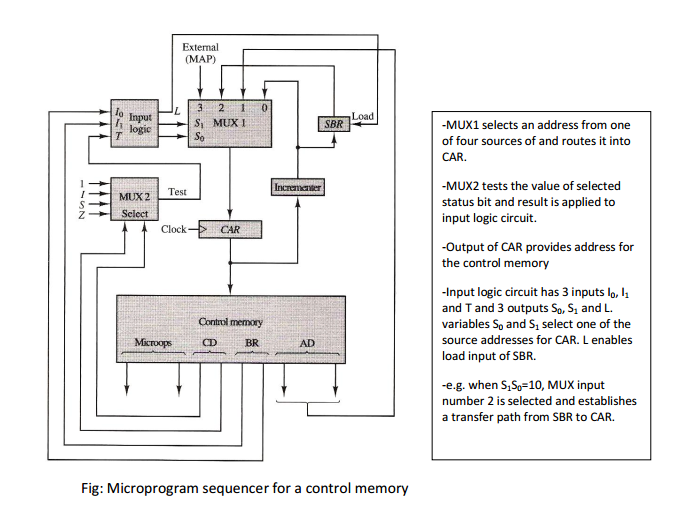 External
(MAP)
I0 Input
I1 logic
T
L
3 2 1 0
S1 MUX 1
S0
SBR
Load
1
I
S
Z
MUX 2
Select
Test
Incrementer
Clock
CAR
Control memory
Microops CD BR AD
-MUX1 selects an address from one
of four sources of and routes it into
CAR.
-MUX2 tests the value of selected
status bit and result is applied to
input logic circuit.
-Output of CAR provides address for
the control memory
-Input logic circuit has 3 inputs I0, I1
and T and 3 outputs S0, S1 and L.
variables S0 and S1 select one of the
source addresses for CAR. L enables
load input of SBR.
-e.g. when S1S0=10, MUX input
number 2 is selected and establishes
a transfer path from SBR to CAR.
Fig: Microprogram sequencer for a control memory